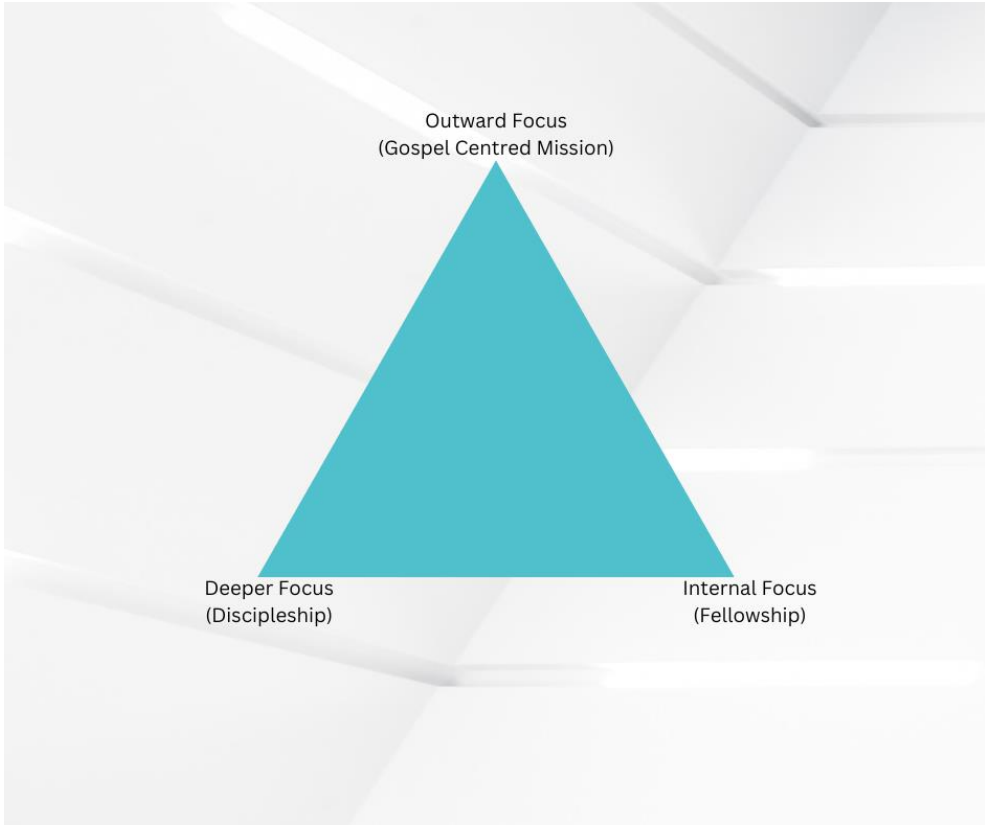 Outward Focus
(Gospel Centred Mission)
Deeper Focus
(Discipleship)
Internal Focus
(Fellowship)